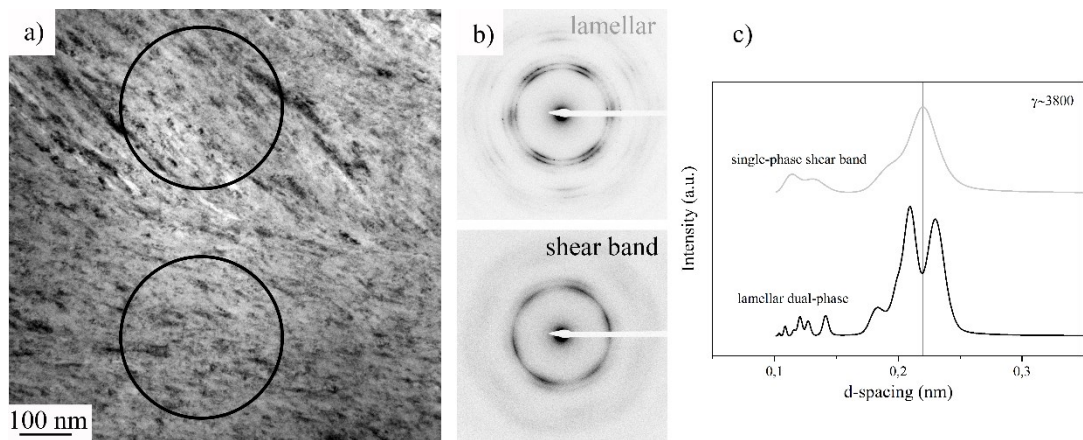 a)
100 nm
b)
lamellar
shear band
c)
γ~3800
single-phase shear band
lamellar dual-phase
Intensity (a.u.)
0,1
0,2
0,3
d-spacing (nm)